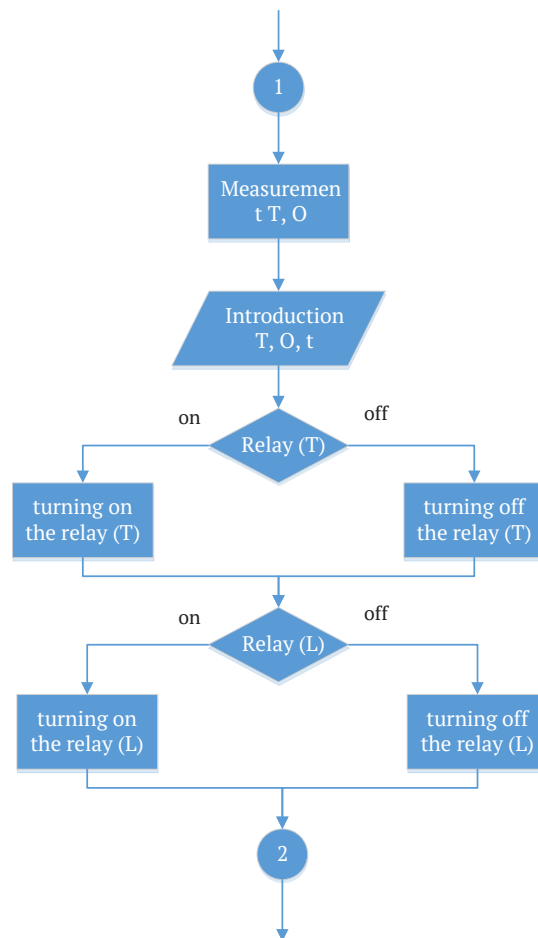 1
Measuremen
t T, O
Introduction
T, O, t
on
off
Relay (T)
turning on
the relay (T)
turning off
the relay (T)
on
off
Relay (L)
turning on
the relay (L)
turning off
the relay (L)
2